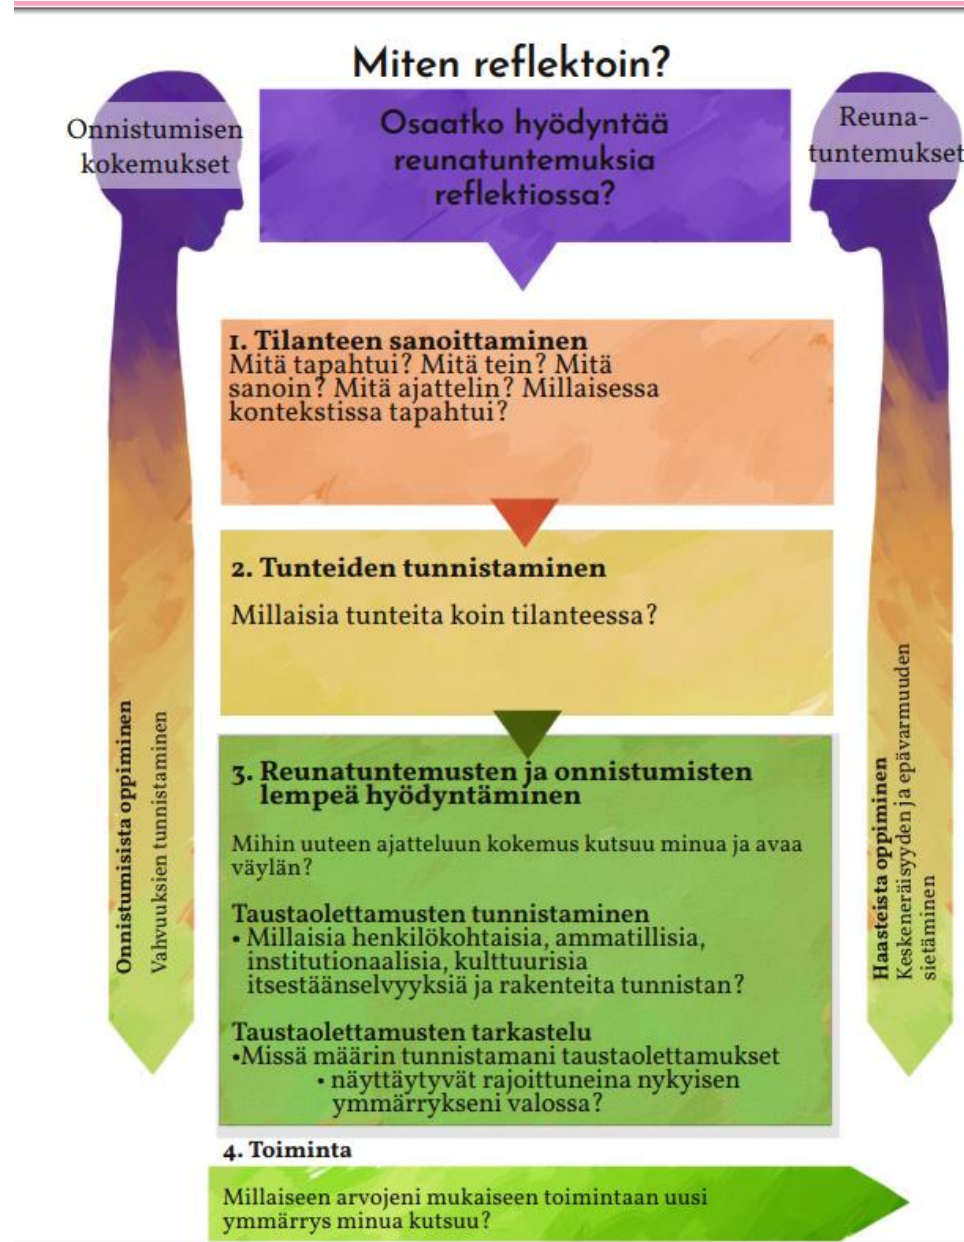 Miten reflektoin?
Onnistumisen
kokemukset
Osaatko hyödyntää
reunatuntemuksia
reflektiossa?
Reuna-
tuntemukset
1. Tilanteen sanoittaminen
Mitä tapahtui? Mitä tein? Mitä
sanoin? Mitä ajattelin? Millaisessa
kontekstissa tapahtui?
2. Tunteiden tunnistaminen
Millaisia tunteita koin tilanteessa?
3. Reunatuntemusten ja onnistumisten
lempeä hyödyntäminen
Mihin uuteen ajatteluun kokemus kutsuu minua ja avaa
väylän?
Taustaolettamusten tunnistaminen
• Millaisia henkilökohtaisia, ammatillisia,
institutionaalisia, kulttuurisia
itsestäänselvyyksiä ja rakenteita tunnistan?
Taustaolettamusten tarkastelu
•Missä määrin tunnistamani taustaolettamukset
• näyttäytyvät rajoittuneina nykyisen
ymmärrykseni valossa?
Onnistumisista oppiminen
Vahvuuksien tunnistaminen
Haasteista oppiminen
Keskeneräisyyden ja epävarmuuden
sietäminen
4. Toiminta
Millaiseen arvojeni mukaiseen toimintaan uusi
ymmärrys minua kutsuu?